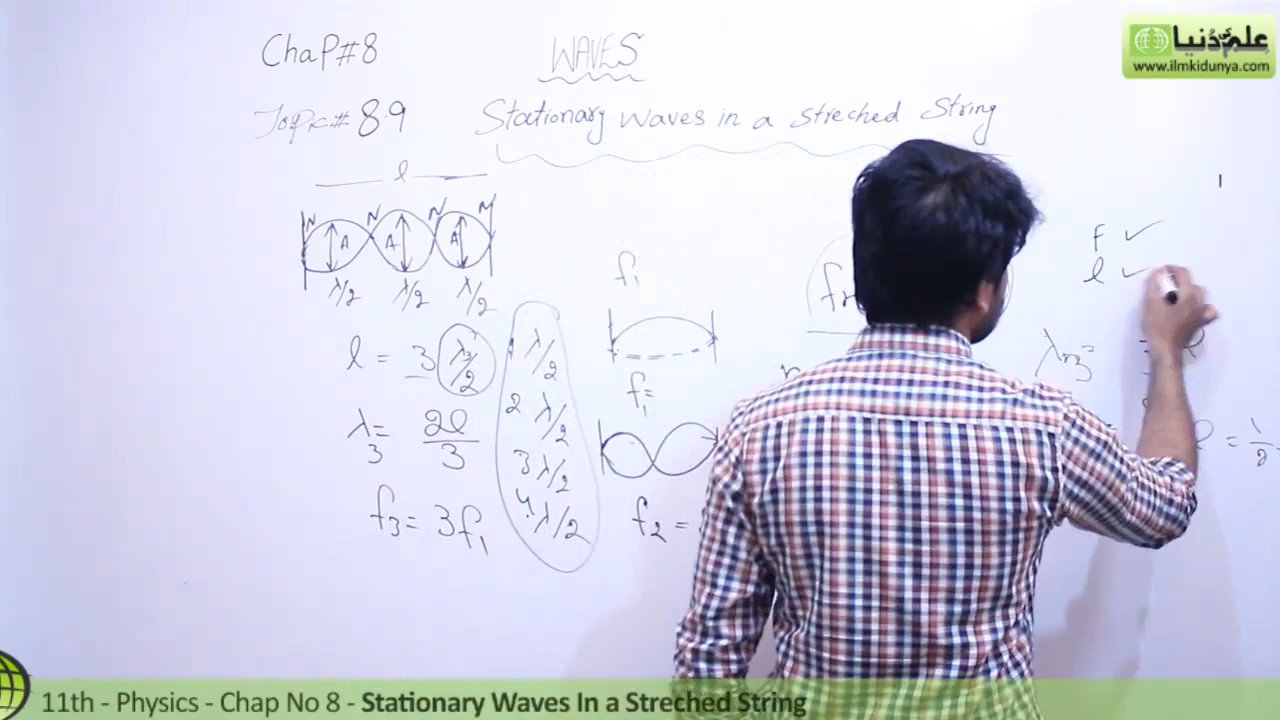 ChaP#8
WAVES
علم کی دُنیا
www.ilmkidunya.com
Topic# 8.9
Stationary waves in a streched String
l
N N N N
A A A
λ/2 λ/2 λ/2
l = 3 λ3/2
λ3 = 2l/3
f3 = 3f1
1 λ/2
2 λ/2
3 λ/2
4 λ/2
f1
f1=
f2 =
F ✓
l ✓
11th - Physics - Chap No 8 - Stationary Waves In a Streched String